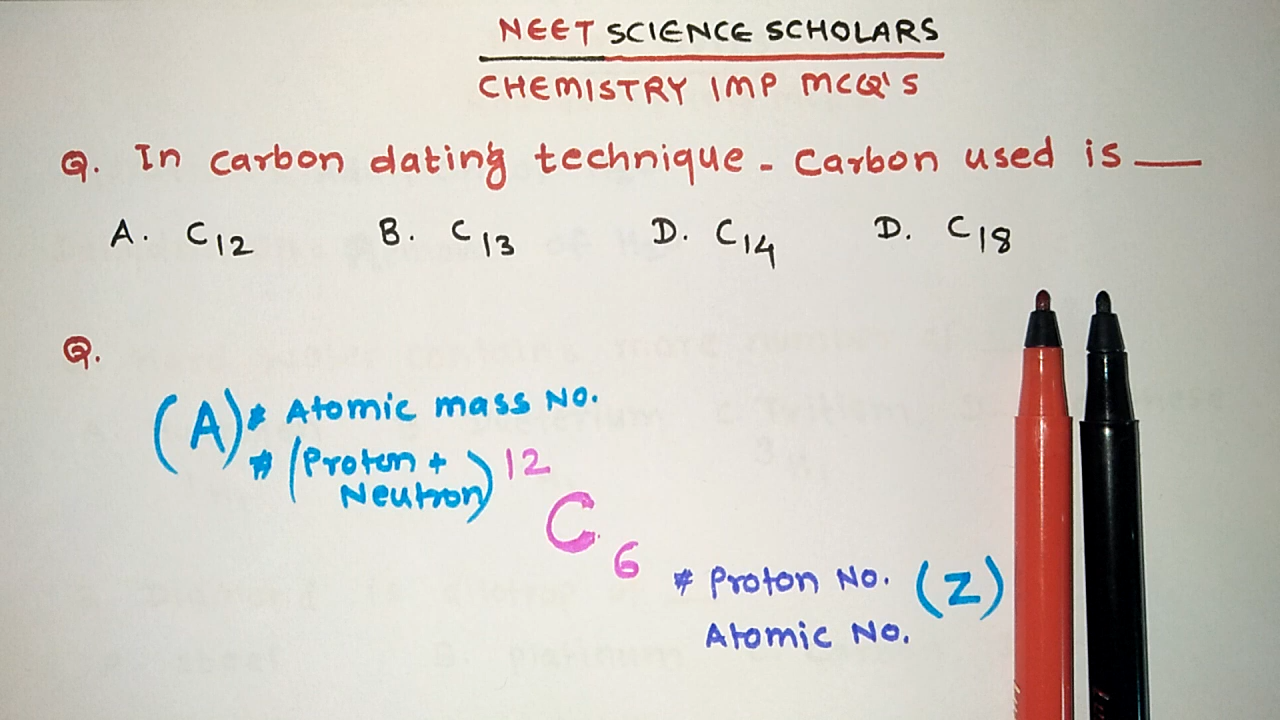 NEET SCIENCE SCHOLARS
CHEMISTRY IMP MCQ'S
Q. In carbon dating technique - Carbon used is __
A. C12 B. C13 D. C14 D. C18
Q.
(A) * Atomic mass No.
* (Proton +
Neutron) 12
C
6
* Proton No. (Z)
Atomic No.